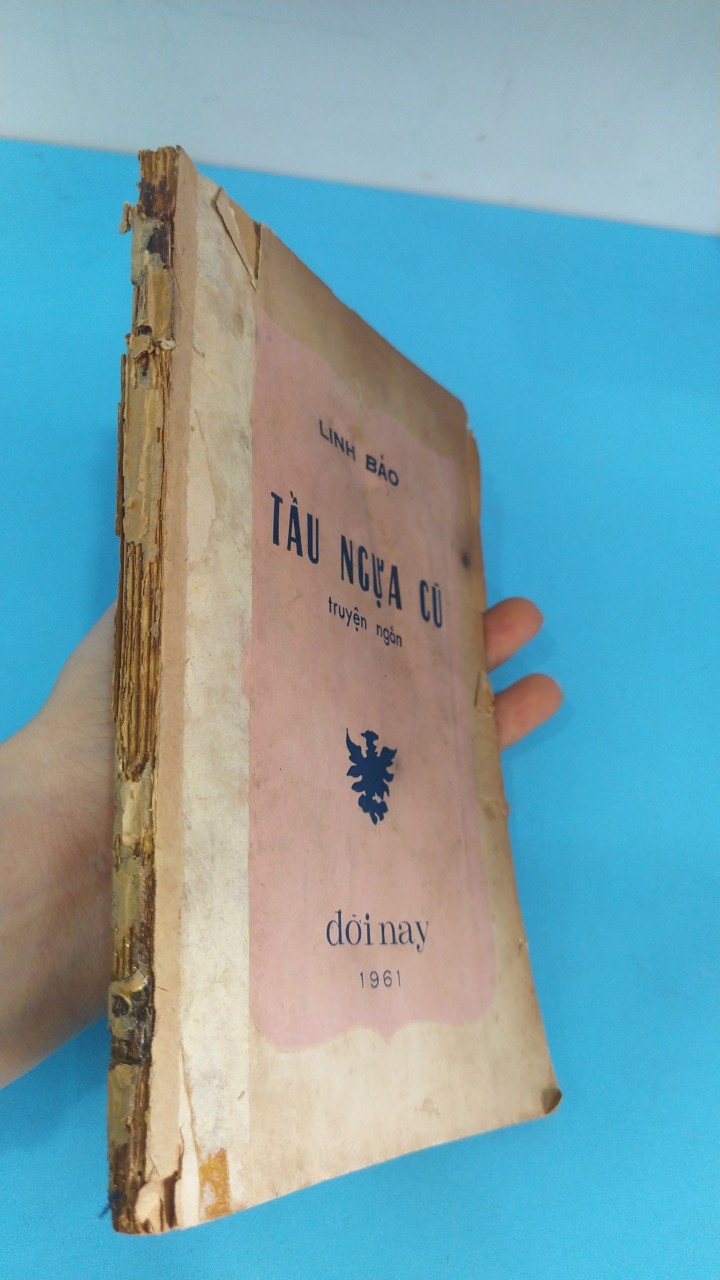 LINH BẢO
TẦU NGỰA CŨ
truyện ngắn
đời nay
1961